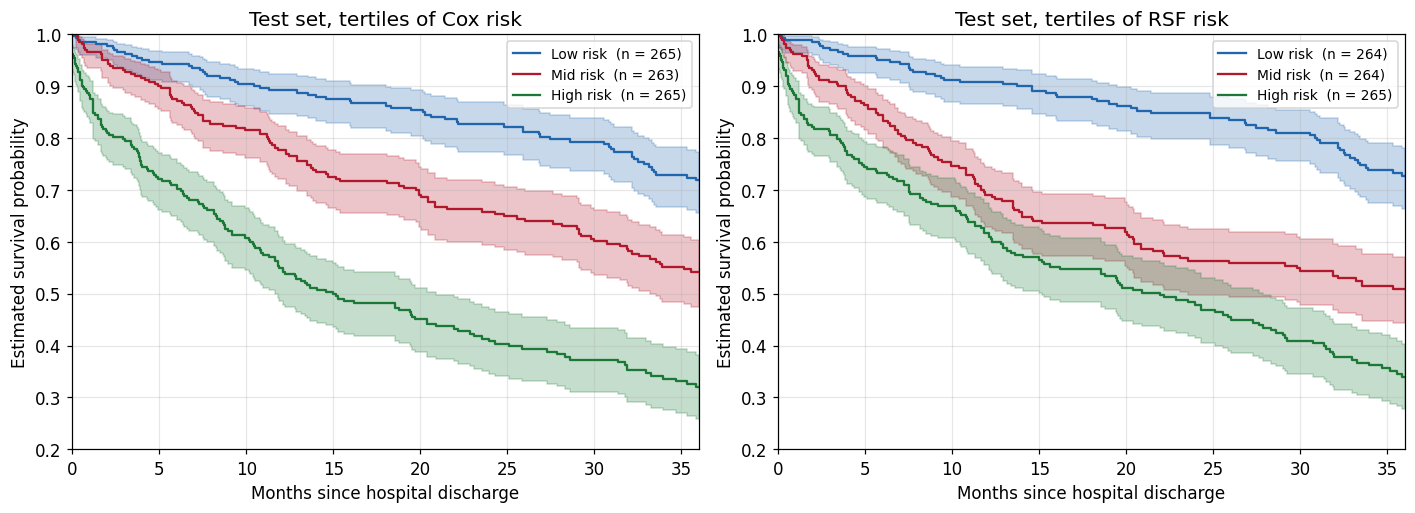 Test set, tertiles of Cox risk
Estimated survival probability
1.0
0.9
0.8
0.7
0.6
0.5
0.4
0.3
0.2
Low risk (n = 265)
Mid risk (n = 263)
High risk (n = 265)
0 5 10 15 20 25 30 35
Months since hospital discharge
Test set, tertiles of RSF risk
Estimated survival probability
1.0
0.9
0.8
0.7
0.6
0.5
0.4
0.3
0.2
Low risk (n = 264)
Mid risk (n = 264)
High risk (n = 265)
0 5 10 15 20 25 30 35
Months since hospital discharge